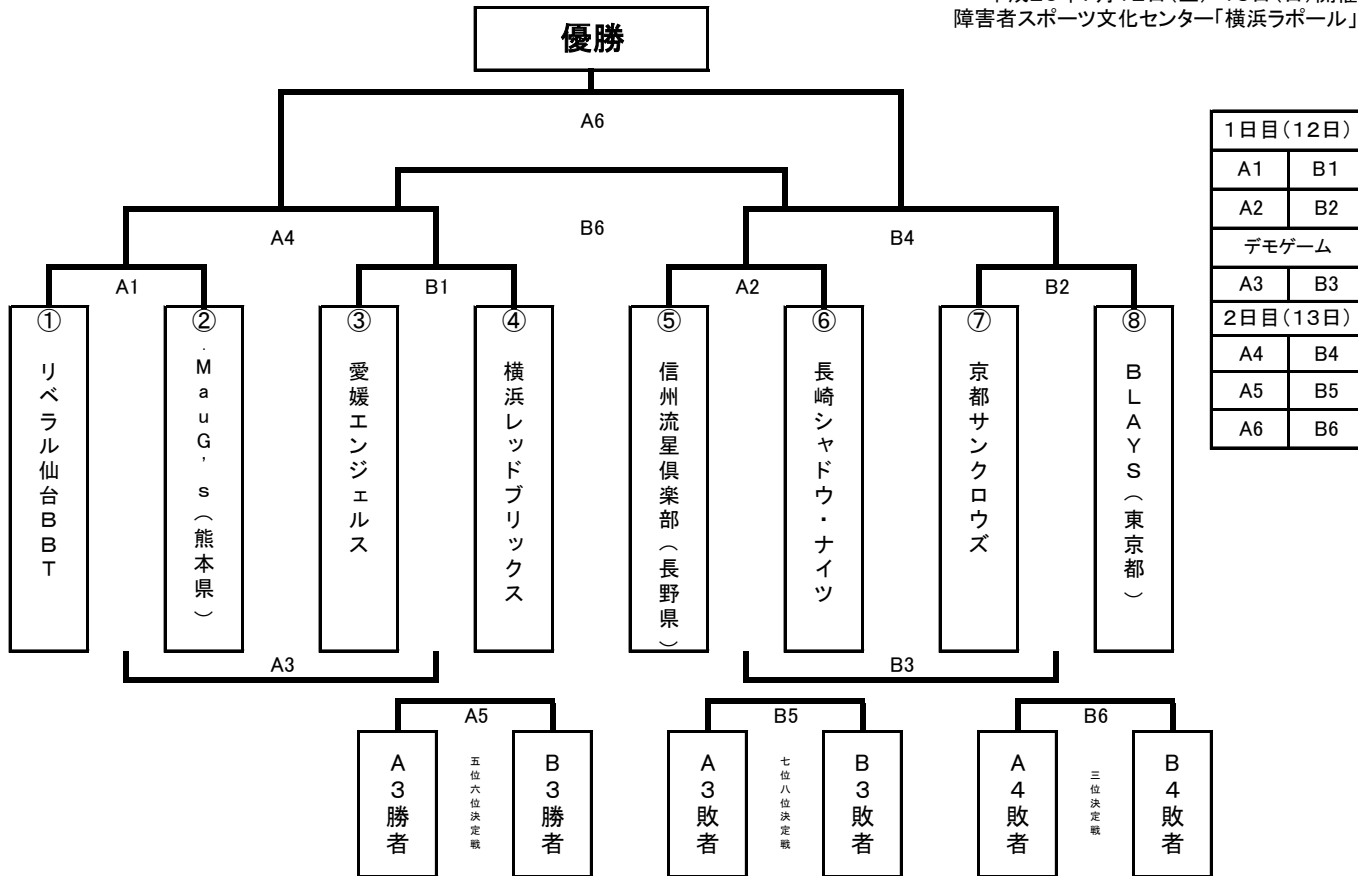 障害者スポーツ文化センター「横浜ラポール」
優勝
A6
B6
A4
B4
A1
B1
A2
B2
①リベラル仙台BBT
②.MauG's(熊本県)
③愛媛エンジェルス
④横浜レッドブリックス
⑤信州流星倶楽部(長野県)
⑥長崎シャドウ・ナイツ
⑦京都サンクロウズ
⑧BLAYS(東京都)
1日目(12日)
A1 B1
A2 B2
デモゲーム
A3 B3
2日目(13日)
A4 B4
A5 B5
A6 B6
A3
B3
A5
B5
B6
A3勝者
五位六位決定戦
B3勝者
A3敗者
七位八位決定戦
B3敗者
A4敗者
三位決定戦
B4敗者